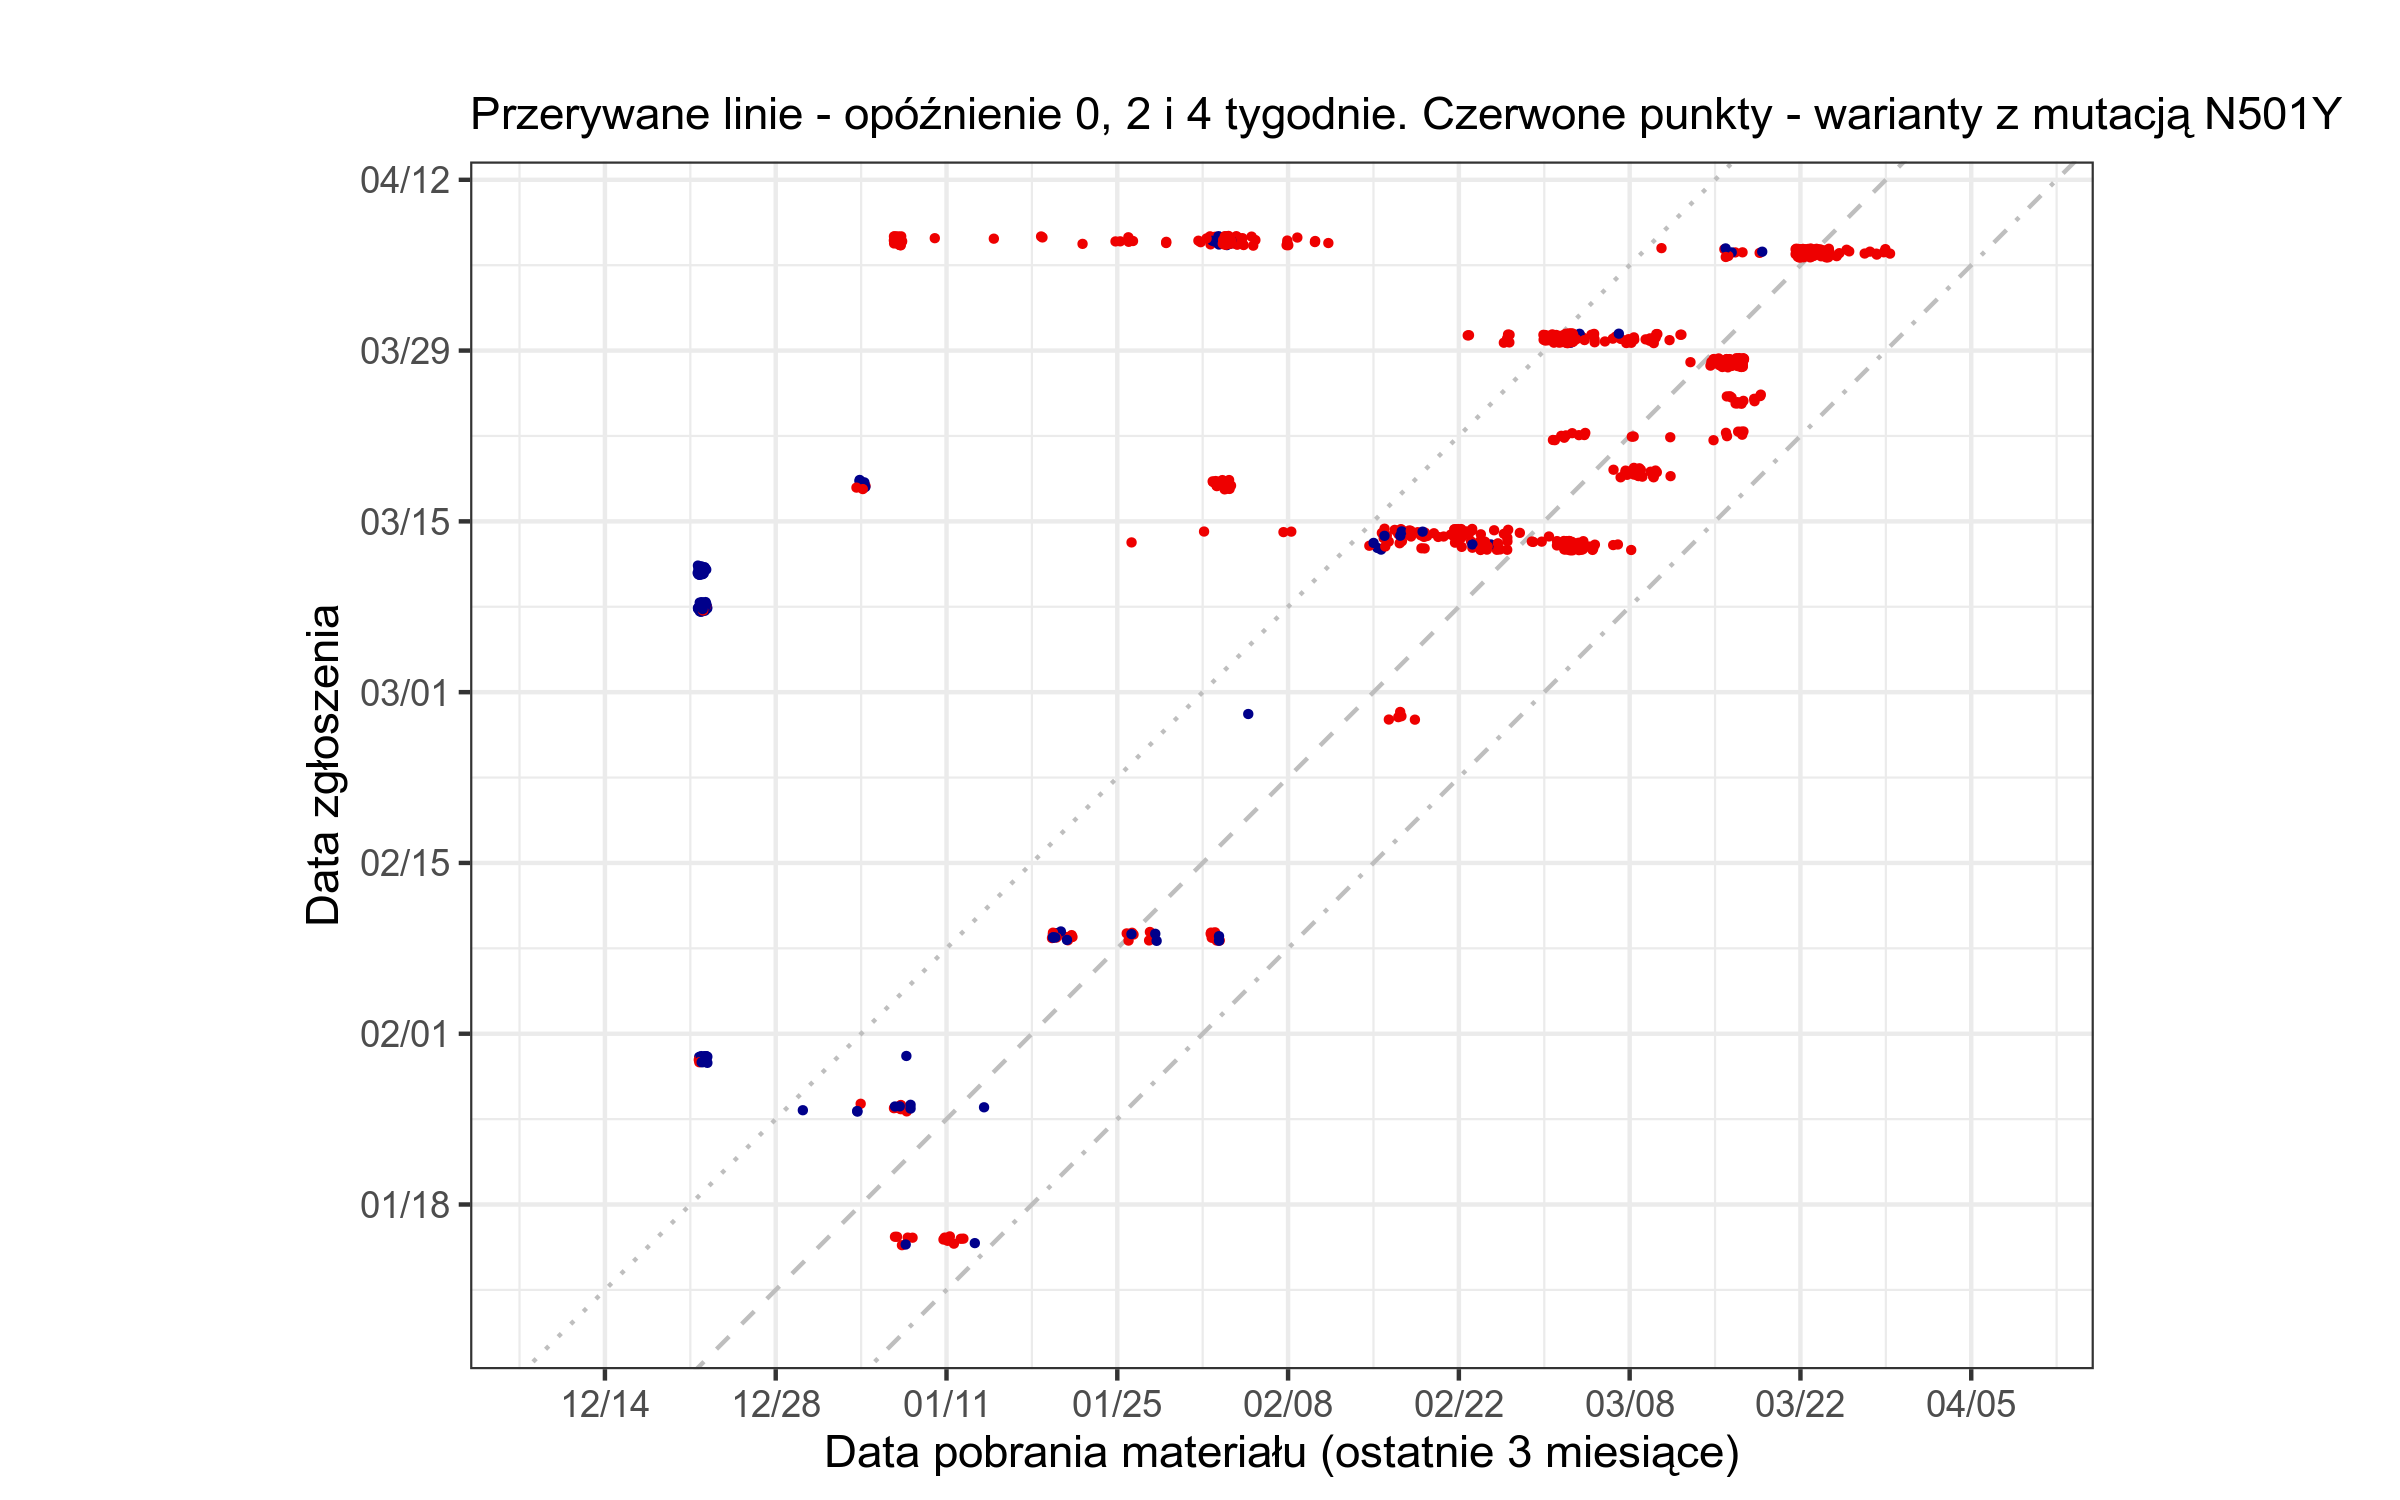 Przerywane linie - opóźnienie 0, 2 i 4 tygodnie. Czerwone punkty - warianty z mutacją N501Y
04/12
03/29
03/15
03/01
02/15
02/01
01/18
Data zgłoszenia
12/14 12/28 01/11 01/25 02/08 02/22 03/08 03/22 04/05
Data pobrania materiału (ostatnie 3 miesiące)